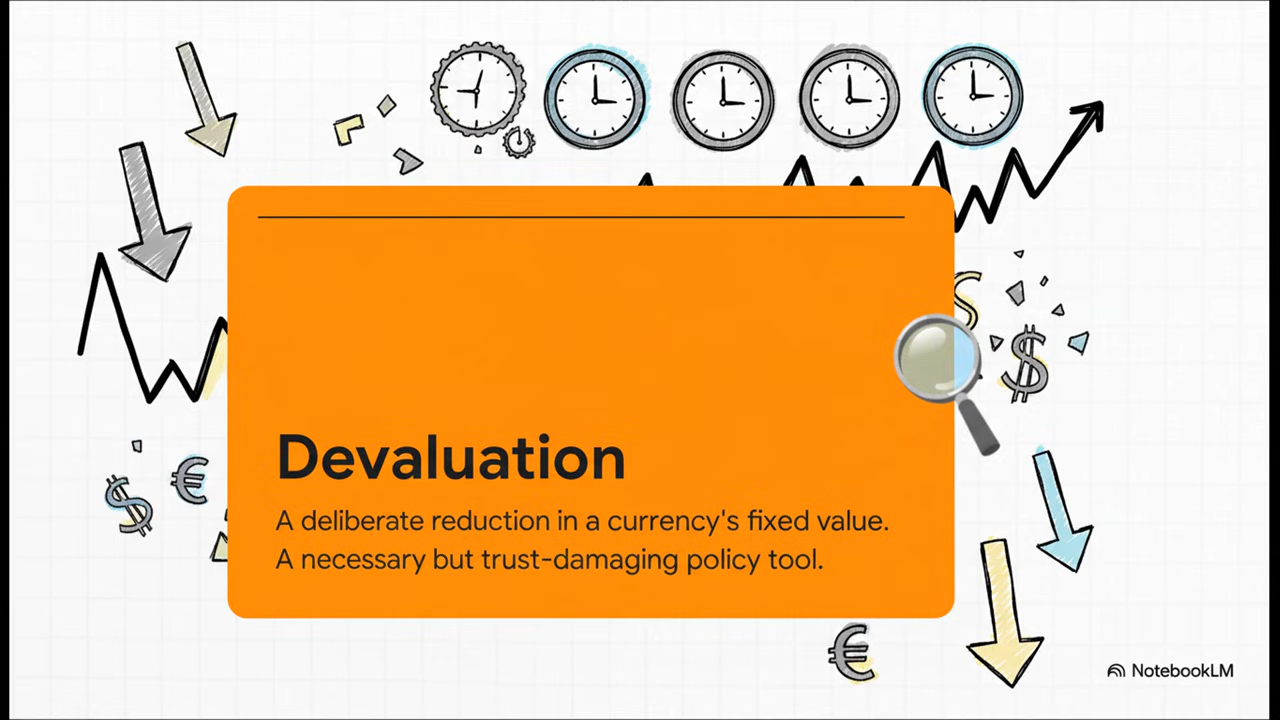 Devaluation
A deliberate reduction in a currency's fixed value.
A necessary but trust-damaging policy tool.
NotebookLM